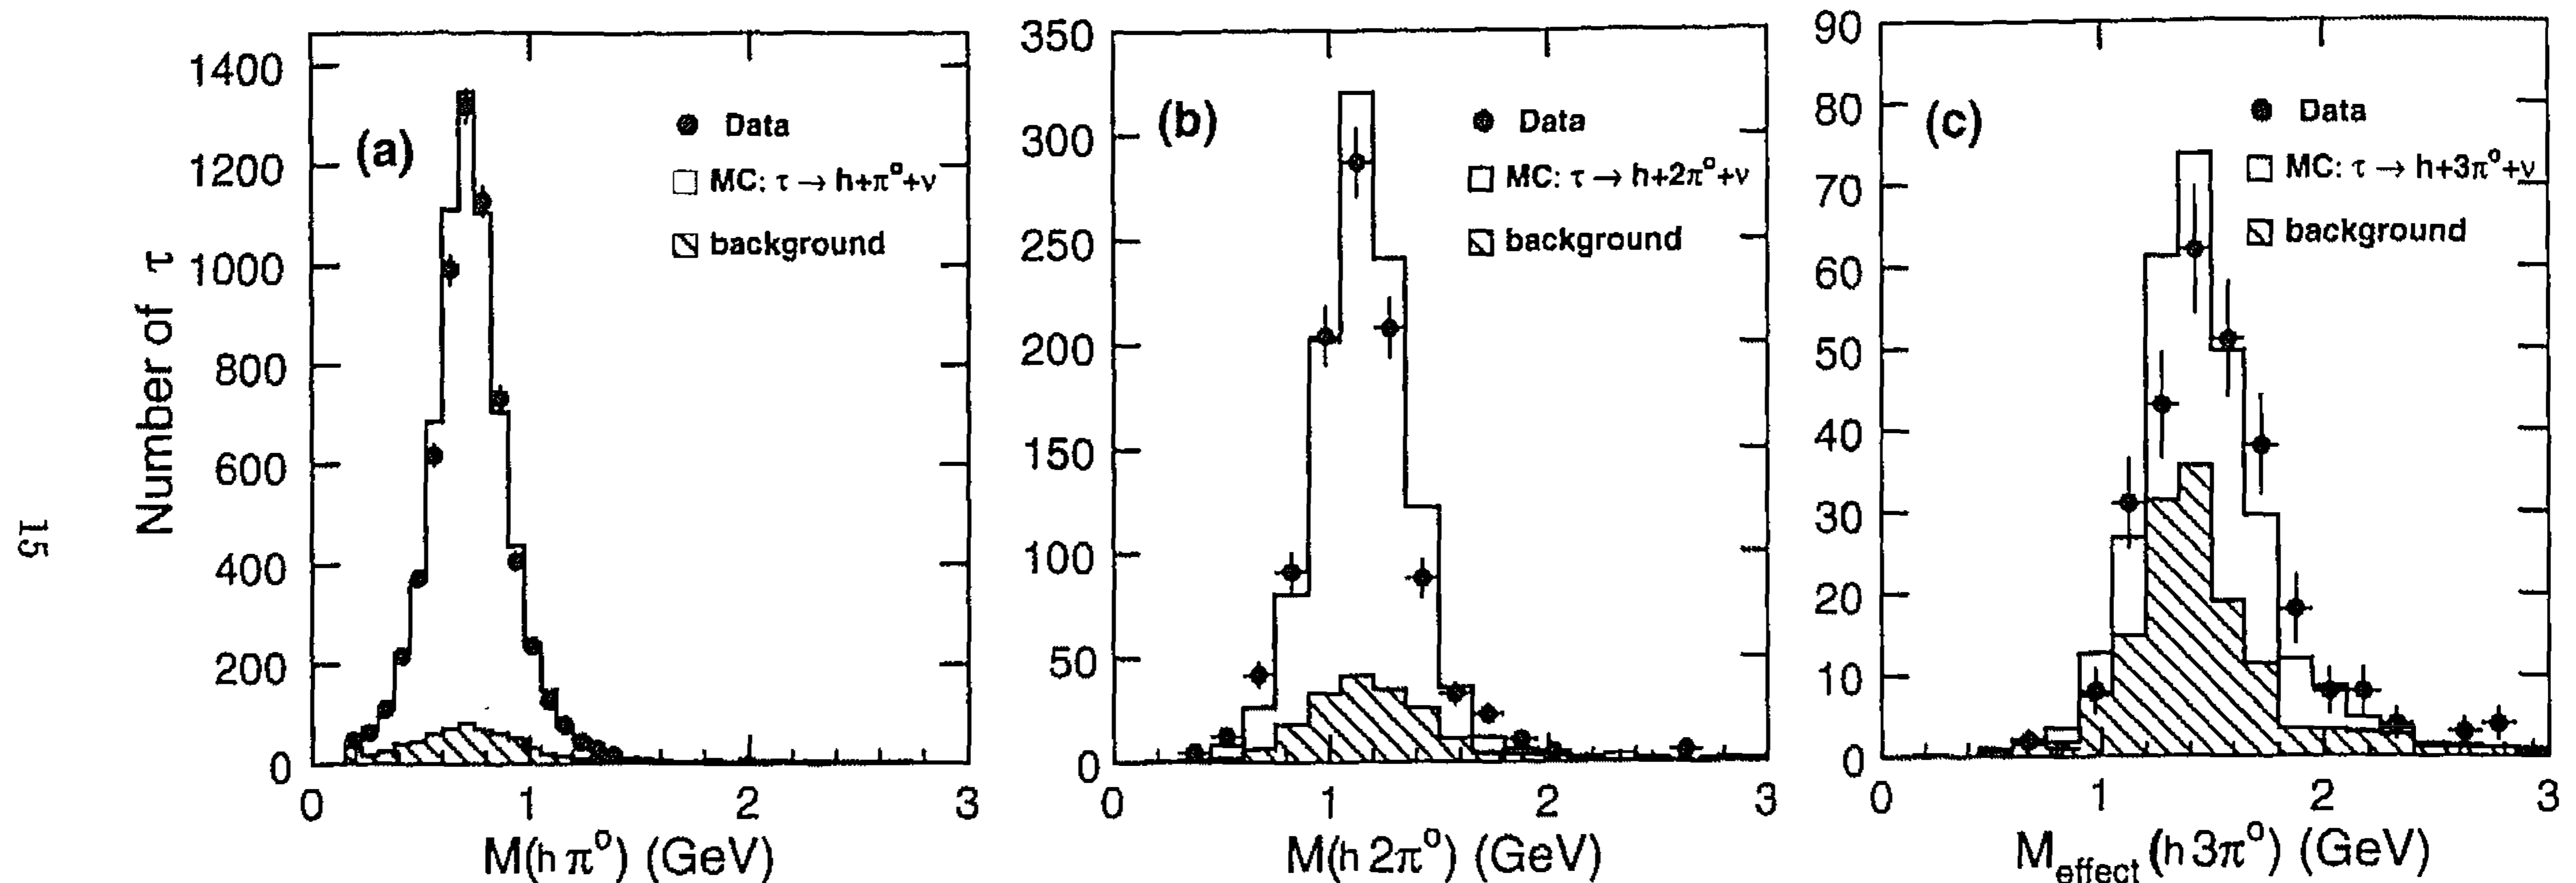 15
Number of τ
1400
1200
1000
800
600
400
200
0
0 1 2 3
M(hπ⁰) (GeV)
(a)
Data
MC: τ → h+π⁰+ν
background
350
300
250
200
150
100
50
0
0 1 2 3
M(h2π⁰) (GeV)
(b)
Data
MC: τ → h+2π⁰+ν
background
90
80
70
60
50
40
30
20
10
0
0 1 2 3
M_effect(h3π⁰) (GeV)
(c)
Data
MC: τ → h+3π⁰+ν
background